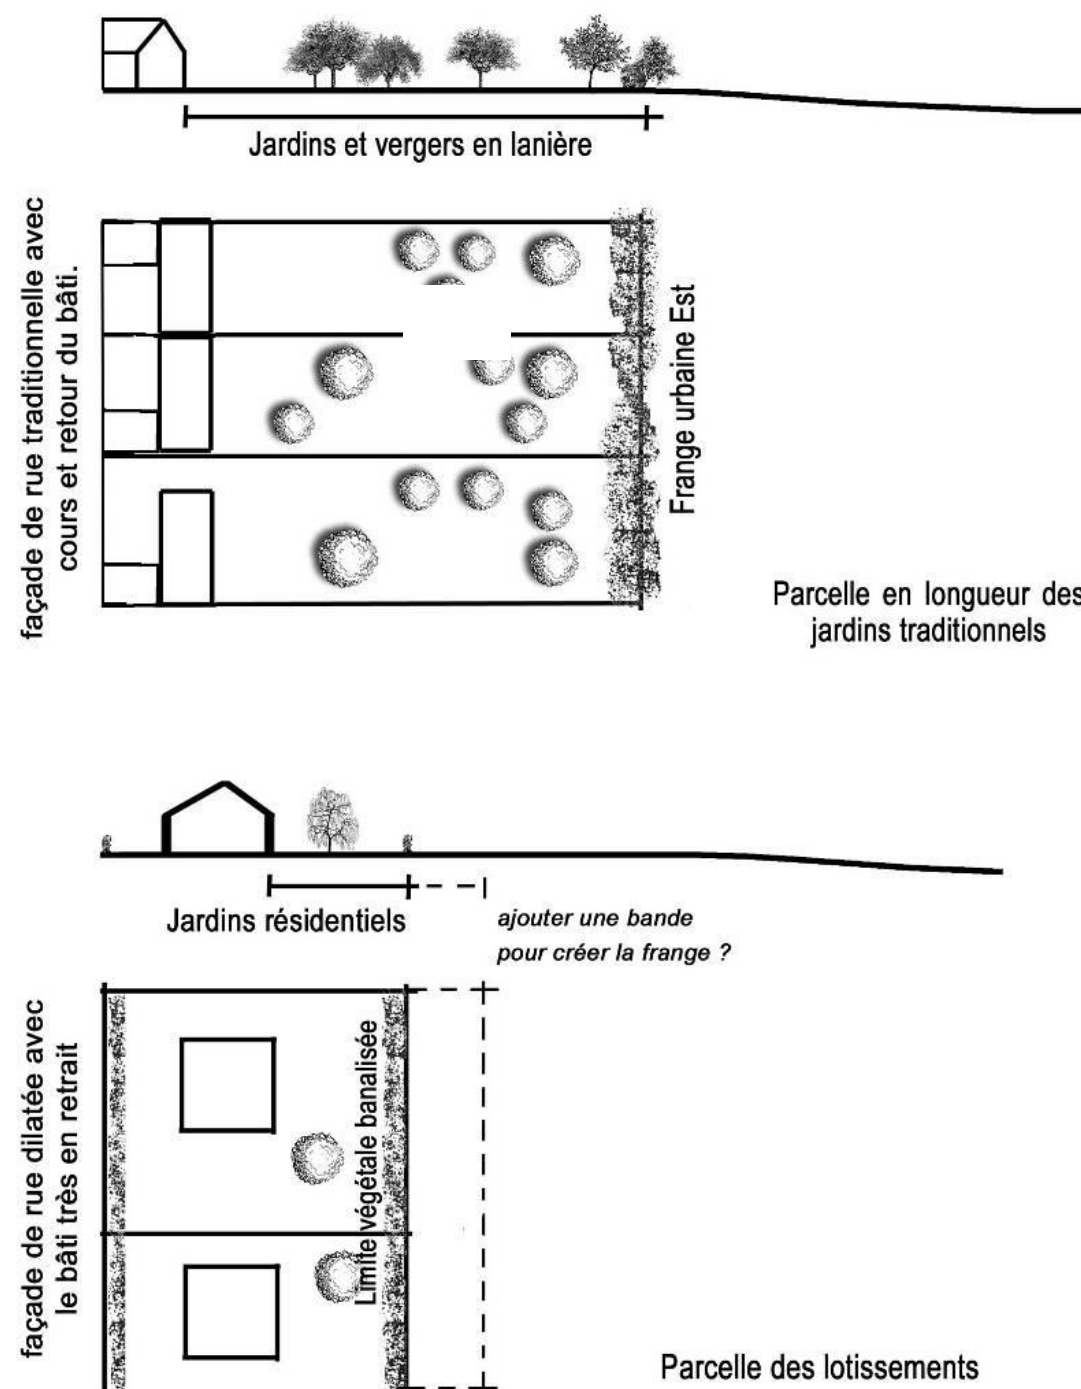 Jardins et vergers en lanière
façade de rue traditionnelle avec
cours et retour du bâti.
Frange urbaine Est
Parcelle en longueur des
jardins traditionnels
Jardins résidentiels
ajouter une bande
pour créer la frange ?
façade de rue dilatée avec
le bâti très en retrait
Limite végétale banalisée
Parcelle des lotissements